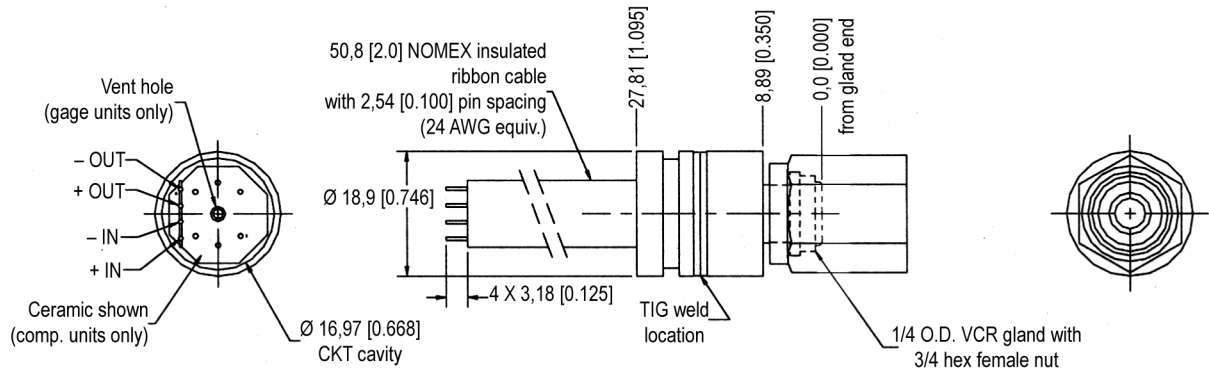 Vent hole
(gage units only)
– OUT
+ OUT
– IN
+ IN
Ceramic shown
(comp. units only)
Ø 16,97 [0.668]
CKT cavity
50,8 [2.0] NOMEX insulated
ribbon cable
with 2,54 [0.100] pin spacing
(24 AWG equiv.)
Ø 18,9 [0.746]
4 X 3,18 [0.125]
27,81 [1.095]
8,89 [0.350]
0,0 [0.000]
from gland end
TIG weld
location
1/4 O.D. VCR gland with
3/4 hex female nut